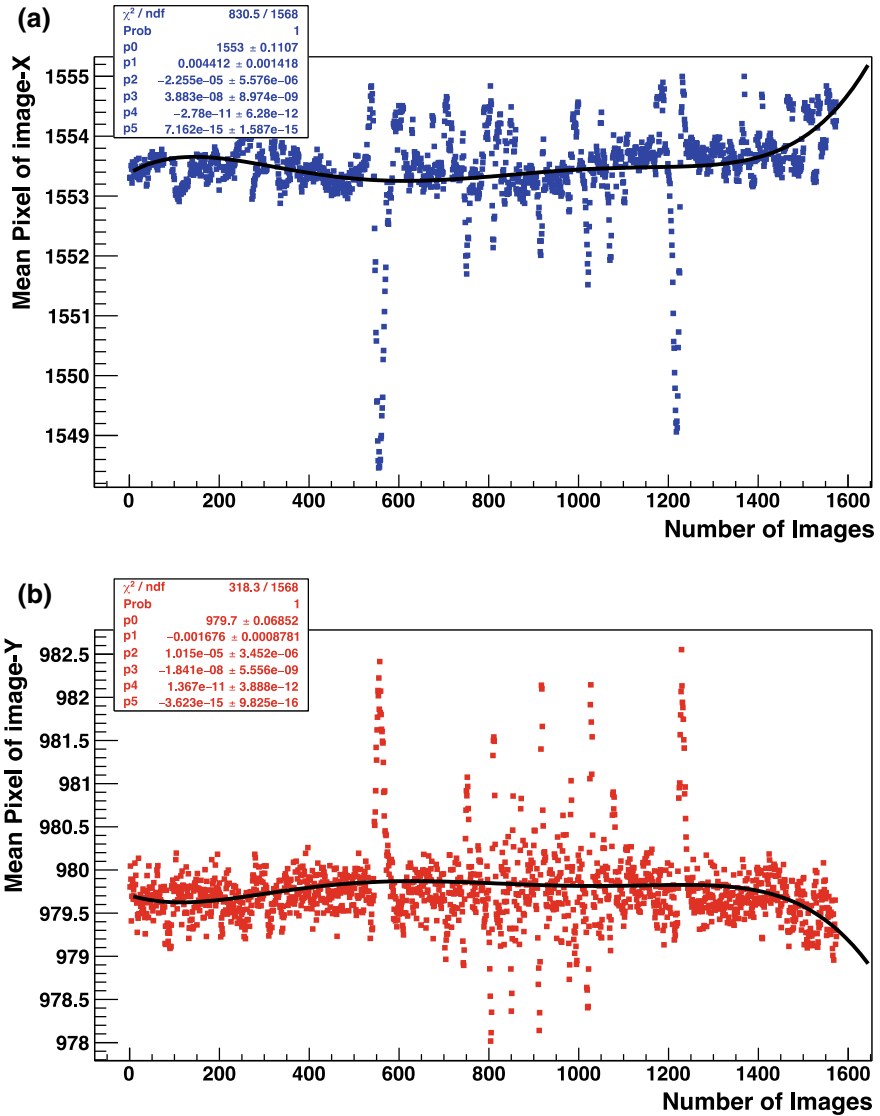 (a)
χ² / ndf 830.5 / 1568
Prob 1
p0 1553 ± 0.1107
p1 0.004412 ± 0.001418
p2 −2.255e−05 ± 5.576e−06
p3 3.883e−08 ± 8.974e−09
p4 −2.78e−11 ± 6.28e−12
p5 7.162e−15 ± 1.587e−15
Mean Pixel of image-X
1555
1554
1553
1552
1551
1550
1549
0 200 400 600 800 1000 1200 1400 1600
Number of Images
(b)
χ² / ndf 318.3 / 1568
Prob 1
p0 979.7 ± 0.06852
p1 −0.001676 ± 0.0008781
p2 1.015e−05 ± 3.452e−06
p3 −1.841e−08 ± 5.556e−09
p4 1.367e−11 ± 3.888e−12
p5 −3.623e−15 ± 9.825e−16
Mean Pixel of image-Y
982.5
982
981.5
981
980.5
980
979.5
979
978.5
978
0 200 400 600 800 1000 1200 1400 1600
Number of Images